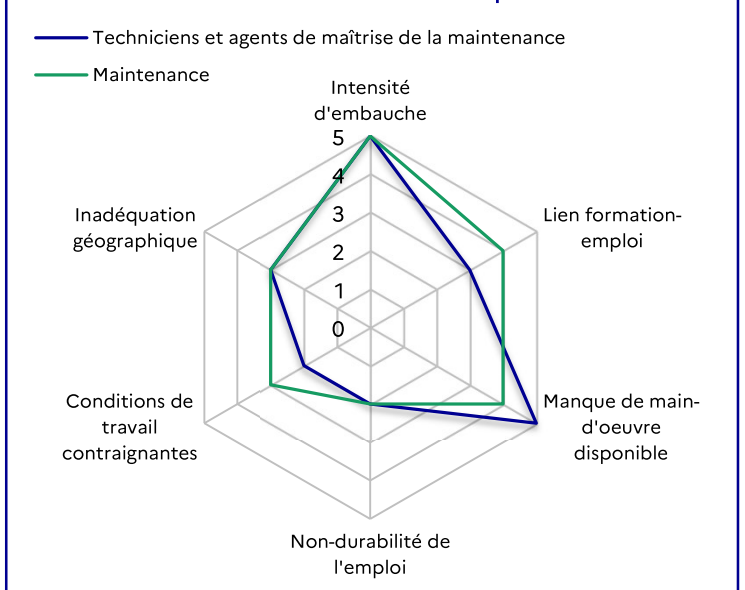 Techniciens et agents de maîtrise de la maintenance
Maintenance
Intensité
d'embauche
5
4
3
2
1
0
Inadéquation
géographique
Lien formation-
emploi
Conditions de
travail
contraignantes
Manque de main-
d'oeuvre
disponible
Non-durabilité de
l'emploi